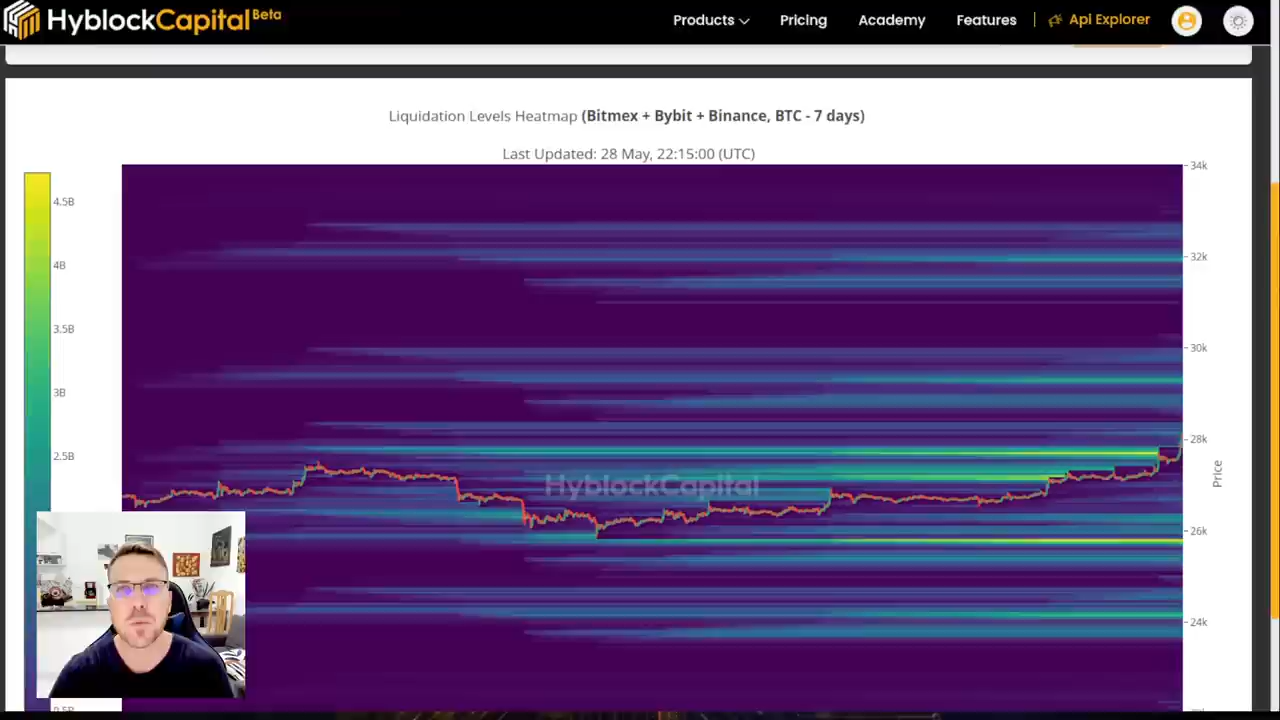 HyblockCapital Beta
Products Pricing Academy Features Api Explorer
Liquidation Levels Heatmap (Bitmex + Bybit + Binance, BTC - 7 days)
Last Updated: 28 May, 22:15:00 (UTC)
4.5B
4B
3.5B
3B
2.5B
34k
32k
30k
28k
26k
24k
Price
HyblockCapital